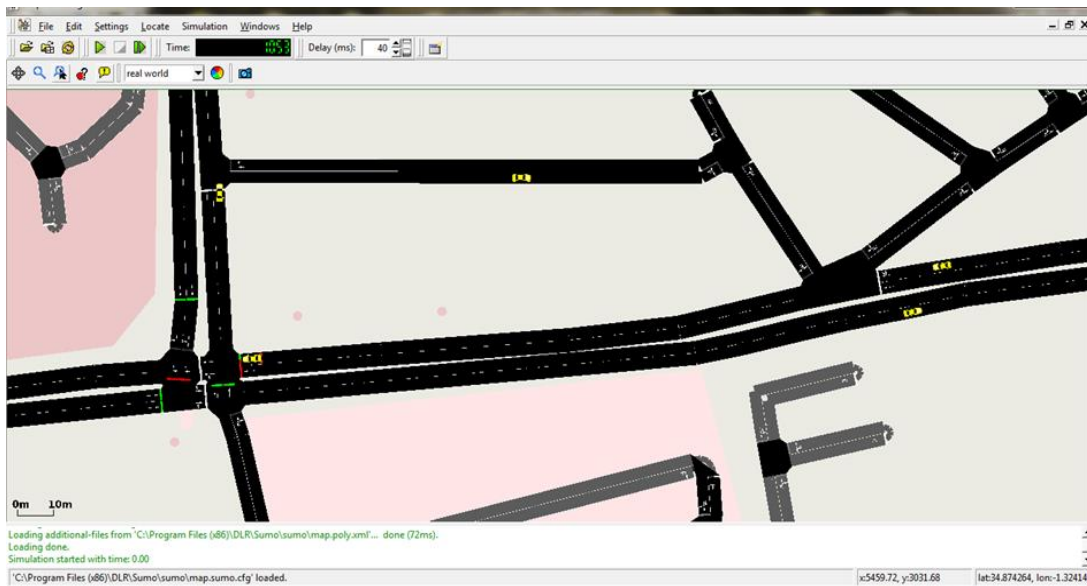 File Edit Settings Locate Simulation Windows Help
Time: 1053 Delay (ms): 40
real world
0m 10m
Loading additional-files from 'C:\Program Files (x86)\DLR\Sumo\sumo\map.poly.xml'... done (72ms).
Loading done.
Simulation started with time: 0.00
'C:\Program Files (x86)\DLR\Sumo\sumo\map.sumo.cfg' loaded. x:5459.72, y:3031.68 lat:34.874264, lon:-1.3241